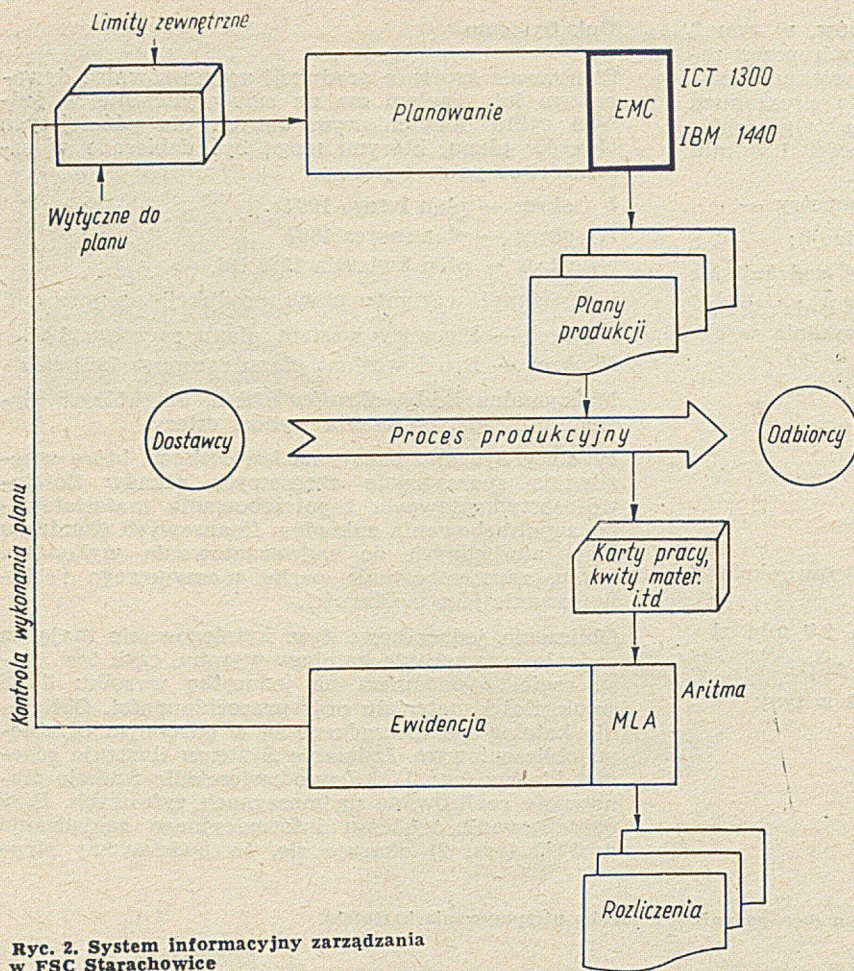 Limity zewnętrzne
Planowanie
EMC
ICT 1300
IBM 1440
Wytyczne do
planu
Plany
produkcji
Dostawcy
Proces produkcyjny
Odbiorcy
Karty pracy,
kwity mater.
i.td
Kontrola wykonania planu
Ewidencja
MLA
Aritma
Rozliczenia
Ryc. 2. System informacyjny zarządzania
w FSC Starachowice